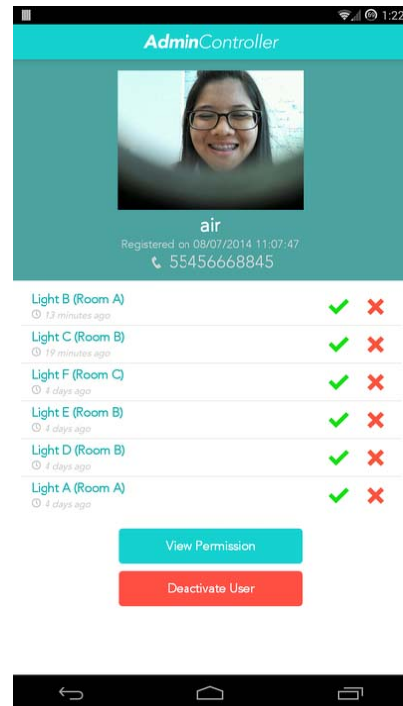 69 1:22
AdminController
air
Registered on 08/07/2014 11:07:47
55456668845
Light B (Room A)
13 minutes ago
Light C (Room B)
19 minutes ago
Light F (Room C)
4 days ago
Light E (Room B)
4 days ago
Light D (Room B)
4 days ago
Light A (Room A)
4 days ago
View Permission
Deactivate User